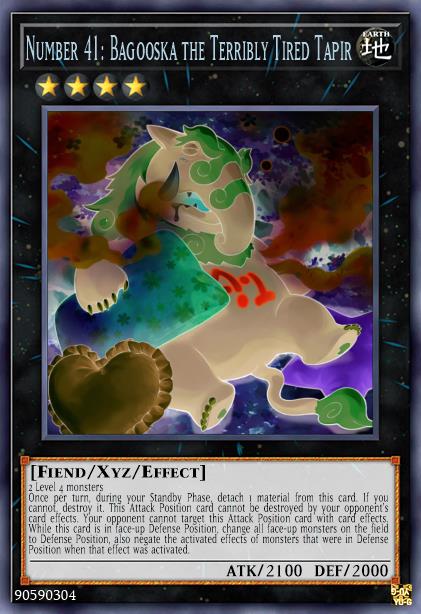 Number 41: Bagooska the Terribly Tired Tapir
EARTH
地
41
[Fiend/Xyz/Effect]
2 Level 4 monsters
Once per turn, during your Standby Phase, detach 1 material from this card. If you
cannot, destroy it. This Attack Position card cannot be destroyed by your opponent's
card effects. Your opponent cannot target this Attack Position card with card effects.
While this card is in face-up Defense Position, change all face-up monsters on the field
to Defense Position, also negate the activated effects of monsters that were in Defense
Position when that effect was activated.
ATK/2100 DEF/2000
90590304